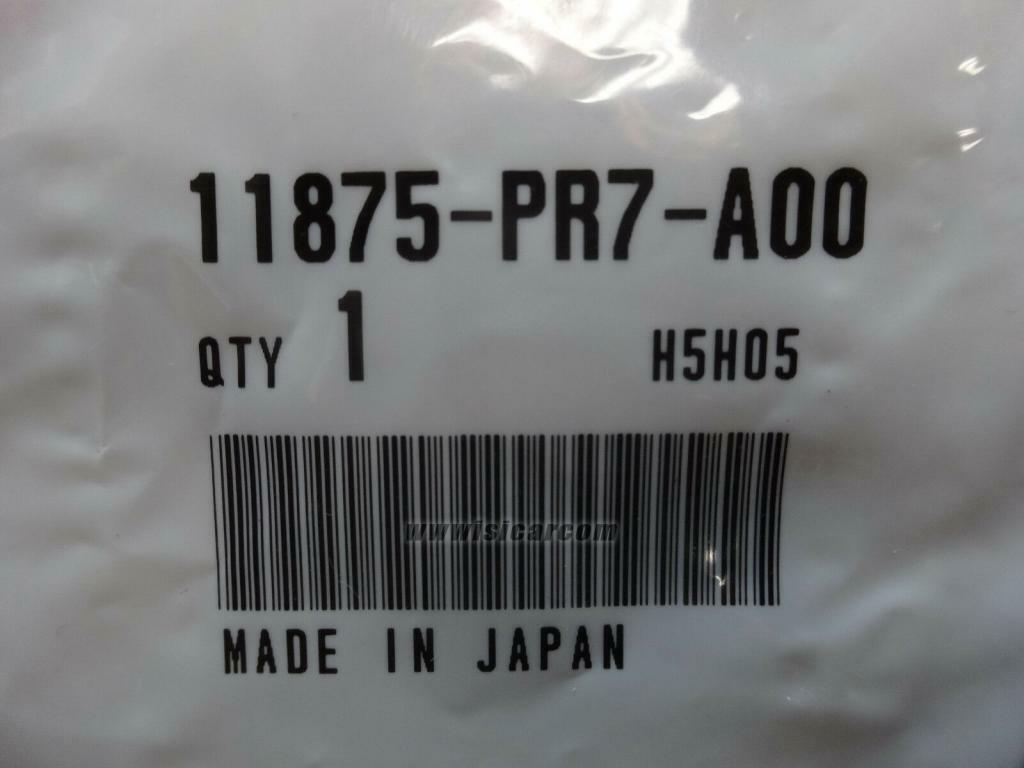 11875-PR7-A00
QTY 1 H5H05
www.isicar.com
MADE IN JAPAN